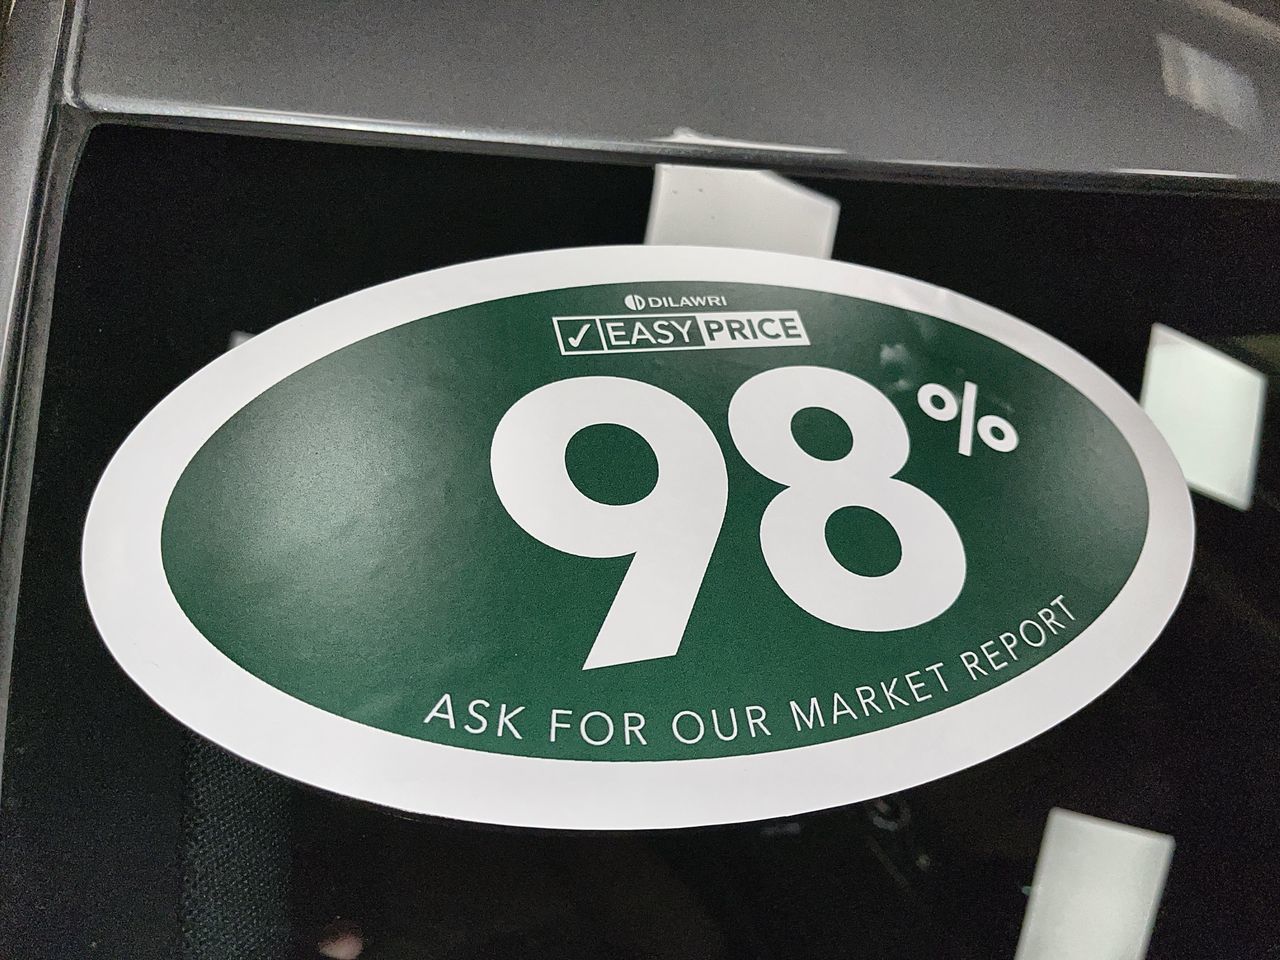 DILAWRI
✓ EASY PRICE
98%
ASK FOR OUR MARKET REPORT